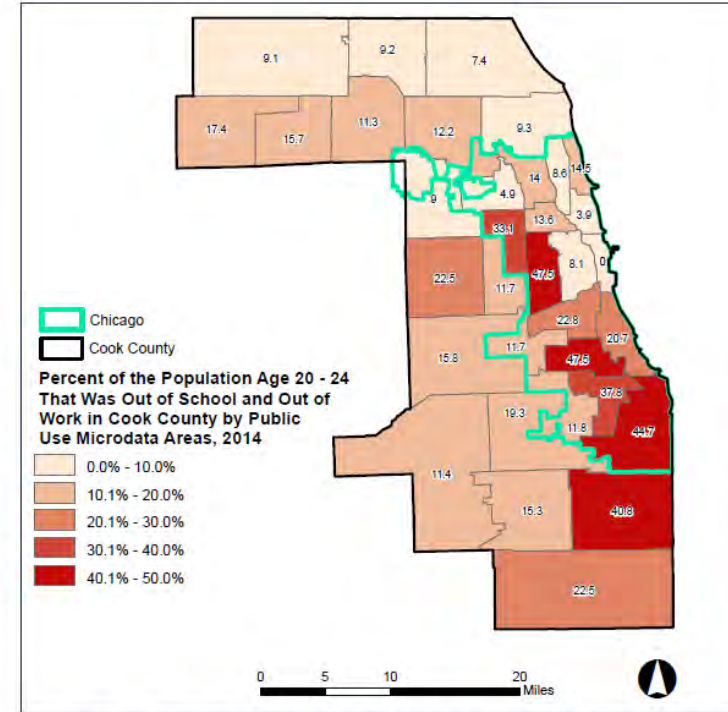 9.1
9.2
7.4
17.4
15.7
11.3
12.2
9.3
14
8.6
14.5
9
4.9
3.9
13.6
33.1
47.5
8.1
0
22.5
11.7
22.8
20.7
15.8
11.7
47.5
37.8
19.3
11.8
44.7
11.4
15.3
40.8
22.5
Chicago
Cook County
Percent of the Population Age 20 - 24
That Was Out of School and Out of
Work in Cook County by Public
Use Microdata Areas, 2014
0.0% - 10.0%
10.1% - 20.0%
20.1% - 30.0%
30.1% - 40.0%
40.1% - 50.0%
0 5 10 20
Miles